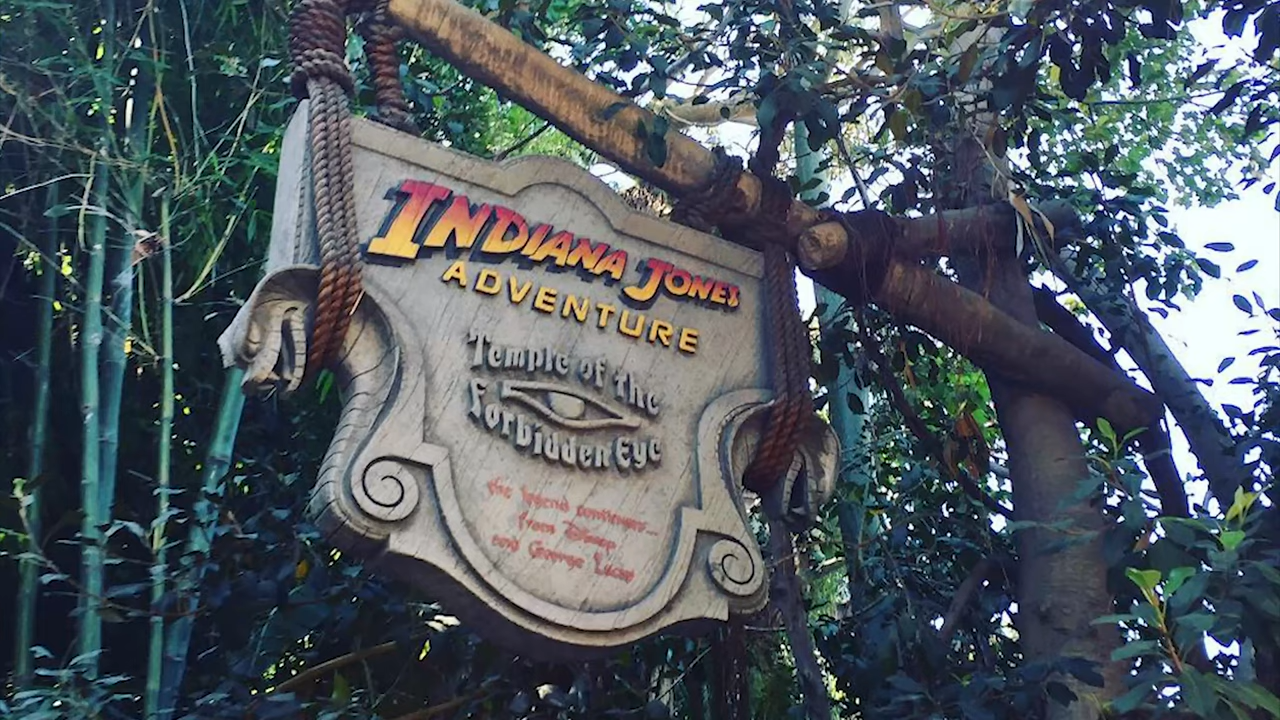 INDIANA JONES
ADVENTURE
Temple of the
Forbidden Eye
the legend continues...
from Disney
and George Lucas